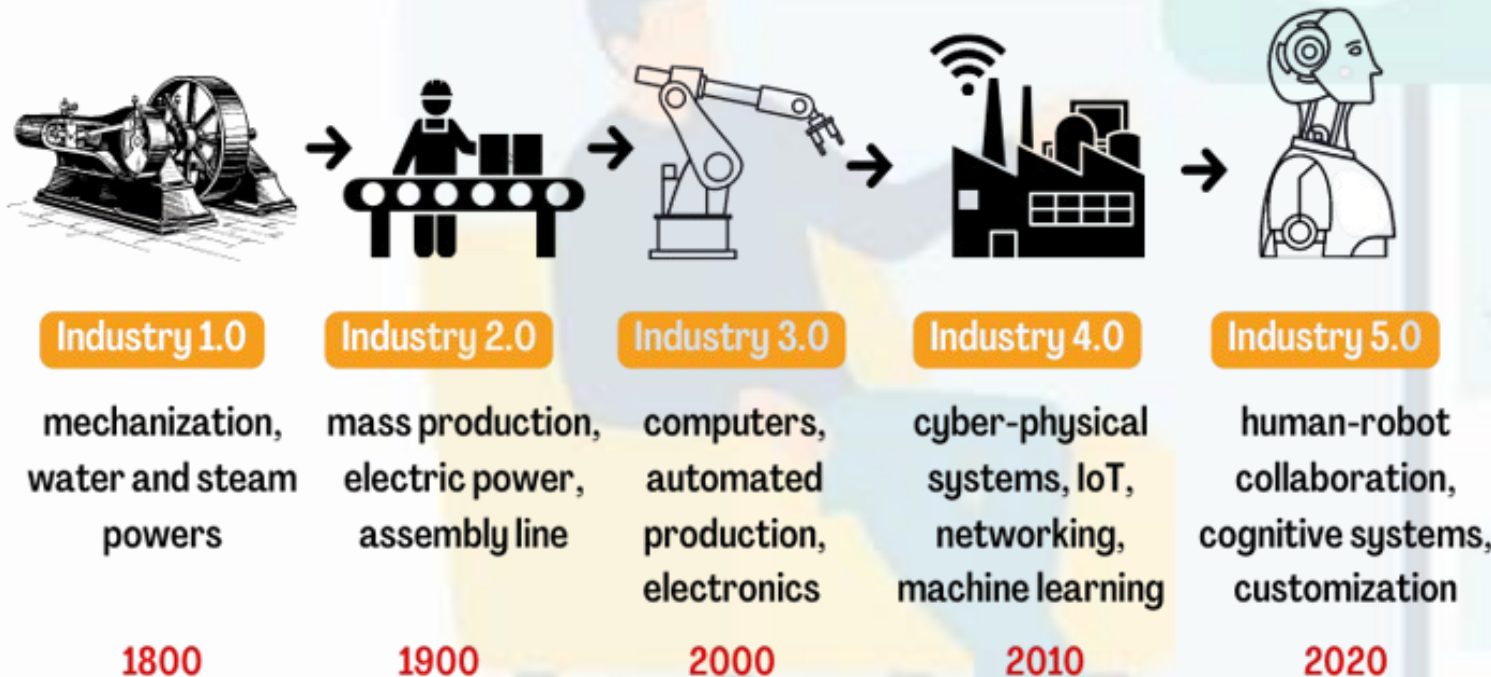 Industry 1.0
mechanization,
water and steam
powers
1800
Industry 2.0
mass production,
electric power,
assembly line
1900
Industry 3.0
computers,
automated
production,
electronics
2000
Industry 4.0
cyber-physical
systems, IoT,
networking,
machine learning
2010
Industry 5.0
human-robot
collaboration,
cognitive systems,
customization
2020